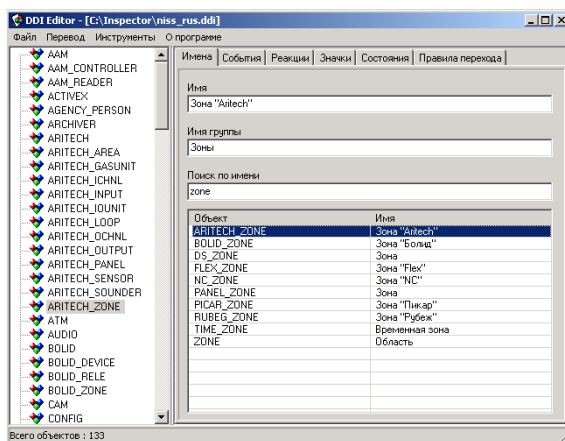 DDI Editor - [C:\Inspector\niss_rus.ddi]
Файл Перевод Инструменты О программе
AAM
AAM_CONTROLLER
AAM_READER
ACTIVEX
AGENCY_PERSON
ARCHIVER
ARITECH
ARITECH_AREA
ARITECH_GASUNIT
ARITECH_ICHNL
ARITECH_INPUT
ARITECH_IOUNIT
ARITECH_LOOP
ARITECH_OCHNL
ARITECH_OUTPUT
ARITECH_PANEL
ARITECH_SENSOR
ARITECH_SOUNDER
ARITECH_ZONE
ATM
AUDIO
BOLID
BOLID_DEVICE
BOLID_RELE
BOLID_ZONE
CAM
CONFIG
Имена События Реакции Значки Состояния Правила перехода
Имя
Зона "Aritech"
Имя группы
Зоны
Поиск по имени
zone
Объект Имя
ARITECH_ZONE Зона "Aritech"
BOLID_ZONE Зона "Болид"
DS_ZONE Зона
FLEX_ZONE Зона "Flex"
NC_ZONE Зона "NC"
PANEL_ZONE Зона
PICAR_ZONE Зона "Пикар"
RUBEG_ZONE Зона "Рубеж"
TIME_ZONE Временная зона
ZONE Область
Всего объектов : 133